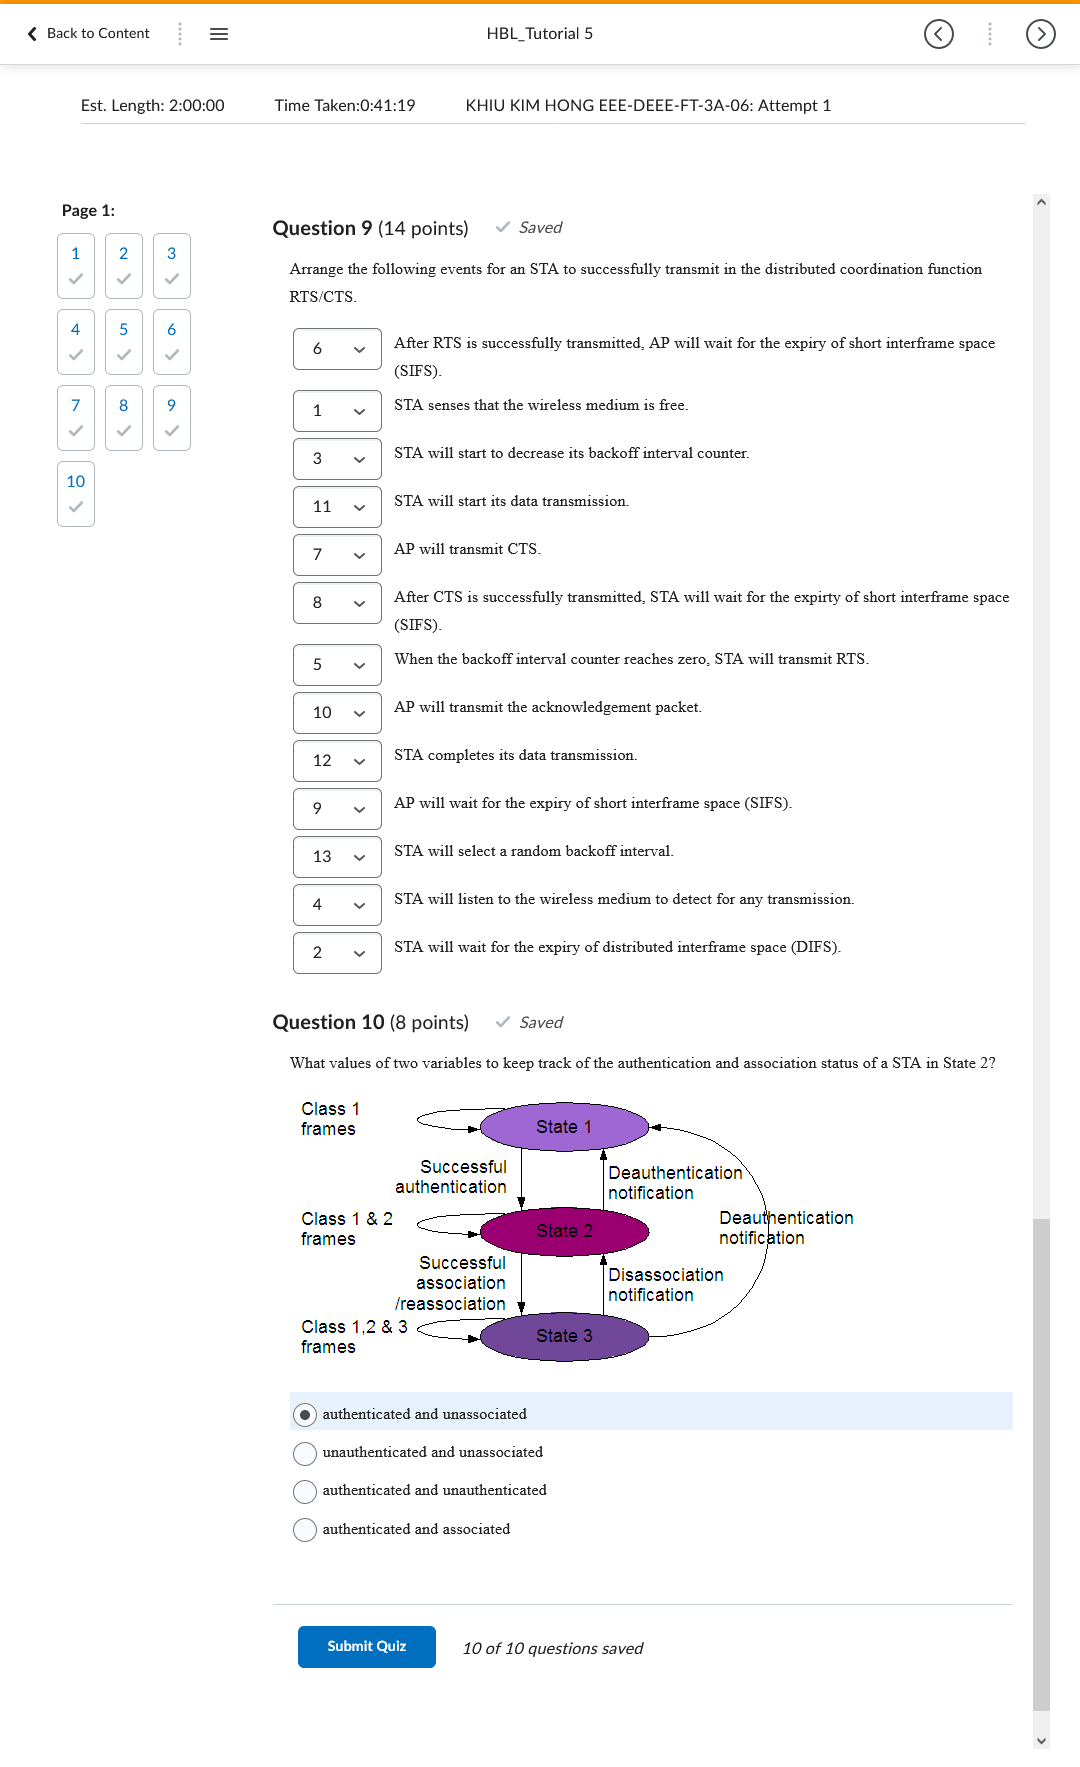 Back to Content
HBL_Tutorial 5
Est. Length: 2:00:00 Time Taken:0:41:19 KHIU KIM HONG EEE-DEEE-FT-3A-06: Attempt 1
Page 1:
1 2 3
4 5 6
7 8 9
10
Question 9 (14 points) Saved
Arrange the following events for an STA to successfully transmit in the distributed coordination function
RTS/CTS.
6 After RTS is successfully transmitted, AP will wait for the expiry of short interframe space
(SIFS).
1 STA senses that the wireless medium is free.
3 STA will start to decrease its backoff interval counter.
11 STA will start its data transmission.
7 AP will transmit CTS.
8 After CTS is successfully transmitted, STA will wait for the expirty of short interframe space
(SIFS).
5 When the backoff interval counter reaches zero, STA will transmit RTS.
10 AP will transmit the acknowledgement packet.
12 STA completes its data transmission.
9 AP will wait for the expiry of short interframe space (SIFS).
13 STA will select a random backoff interval.
4 STA will listen to the wireless medium to detect for any transmission.
2 STA will wait for the expiry of distributed interframe space (DIFS).
Question 10 (8 points) Saved
What values of two variables to keep track of the authentication and association status of a STA in State 2?
Class 1
frames
State 1
Successful
authentication
Deauthentication
notification
Class 1 & 2
frames
State 2
Deauthentication
notification
Successful
association
/reassociation
Disassociation
notification
Class 1,2 & 3
frames
State 3
authenticated and unassociated
unauthenticated and unassociated
authenticated and unauthenticated
authenticated and associated
Submit Quiz 10 of 10 questions saved